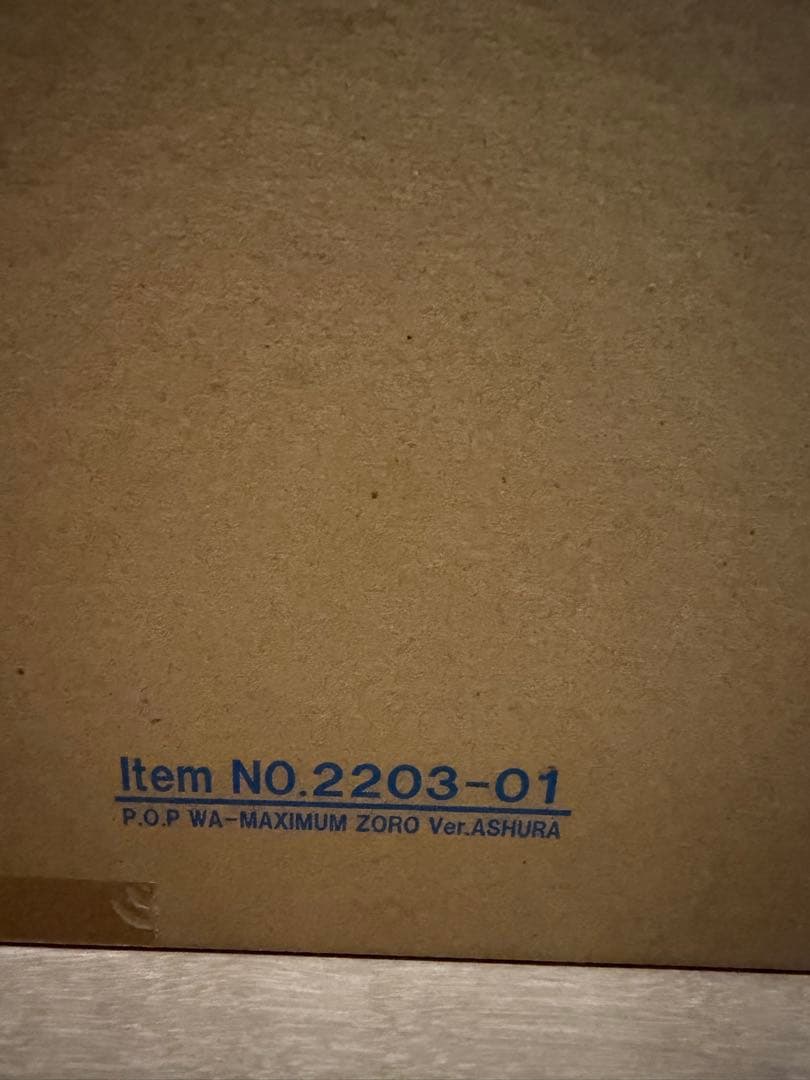 Item NO.2203-01
P.O.P WA-MAXIMUM ZORO Ver.ASHURA